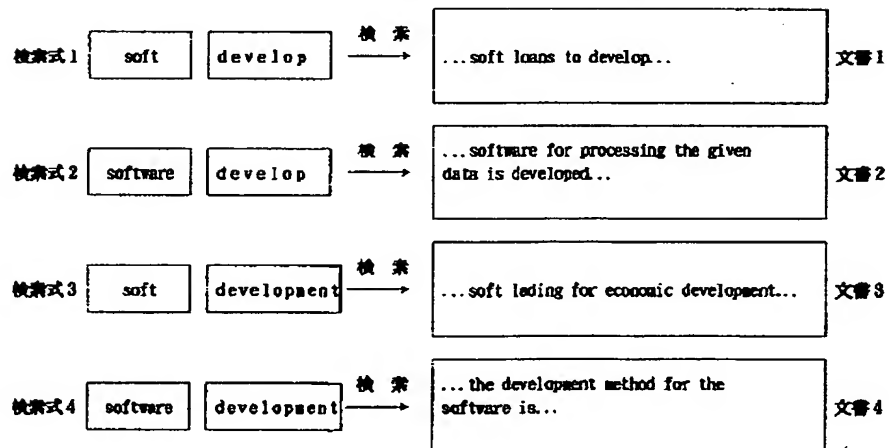 検索
検索式1 soft develop ...soft loans to develop... 文書1
検索
検索式2 software develop ...software for processing the given
data is developed... 文書2
検索
検索式3 soft development ...soft lading for economic development... 文書3
検索
検索式4 software development ...the development method for the
software is... 文書4